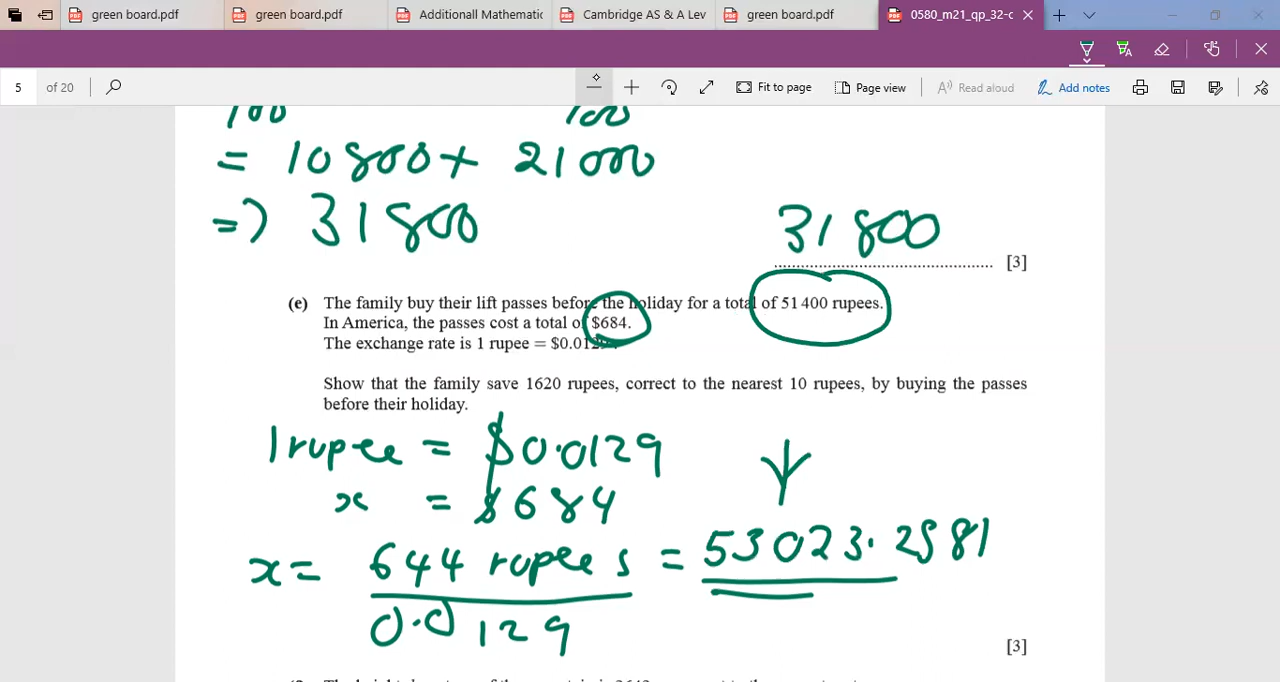 green board.pdf green board.pdf Additionall Mathematic Cambridge AS & A Lev green board.pdf 0580_m21_qp_32-c
5 of 20 Fit to page Page view Read aloud Add notes
100 100
= 10800 + 21000
=) 31800
31800
[3]
(e) The family buy their lift passes before the holiday for a total of 51 400 rupees.
In America, the passes cost a total of $684.
The exchange rate is 1 rupee = $0.0129.
Show that the family save 1620 rupees, correct to the nearest 10 rupees, by buying the passes
before their holiday.
1 rupee = $0.0129
x = $684
x = 644 rupees = 53023.2581
0.0129
[3]